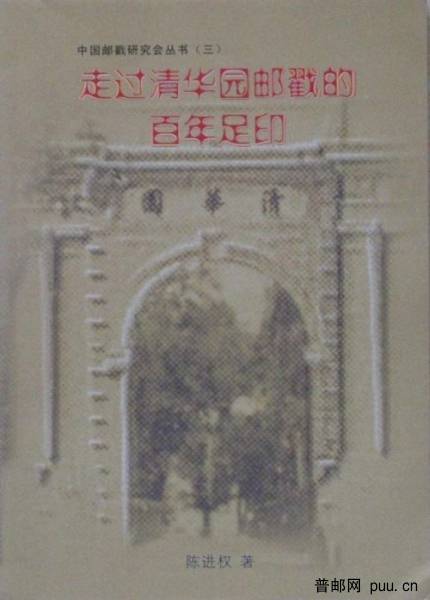 中国邮戳研究会丛书（三）
走过清华园邮戳的
百年足印
園華清
陈进权 著
普邮网 puu.cn